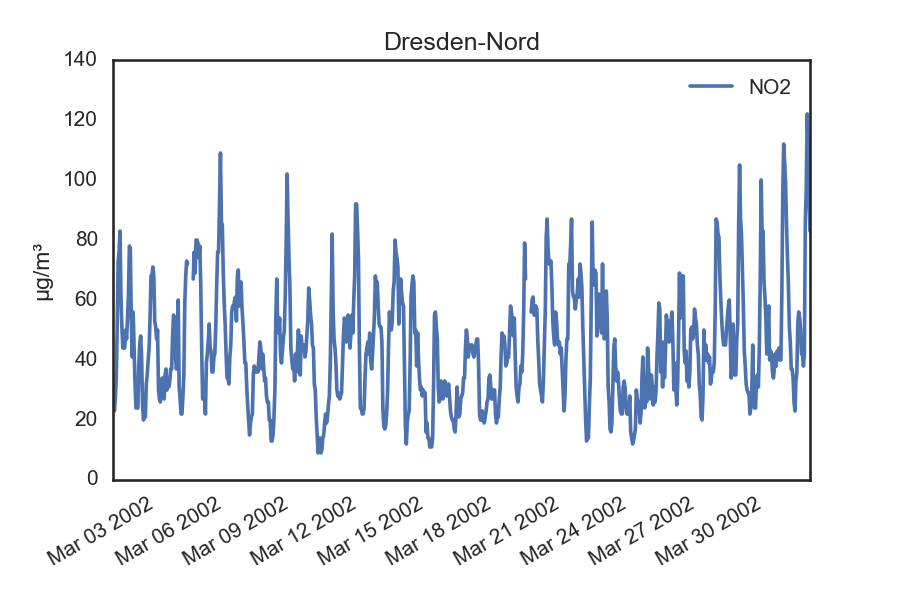 Dresden-Nord
NO2
µg/m³
140
120
100
80
60
40
20
0
Mar 03 2002
Mar 06 2002
Mar 09 2002
Mar 12 2002
Mar 15 2002
Mar 18 2002
Mar 21 2002
Mar 24 2002
Mar 27 2002
Mar 30 2002